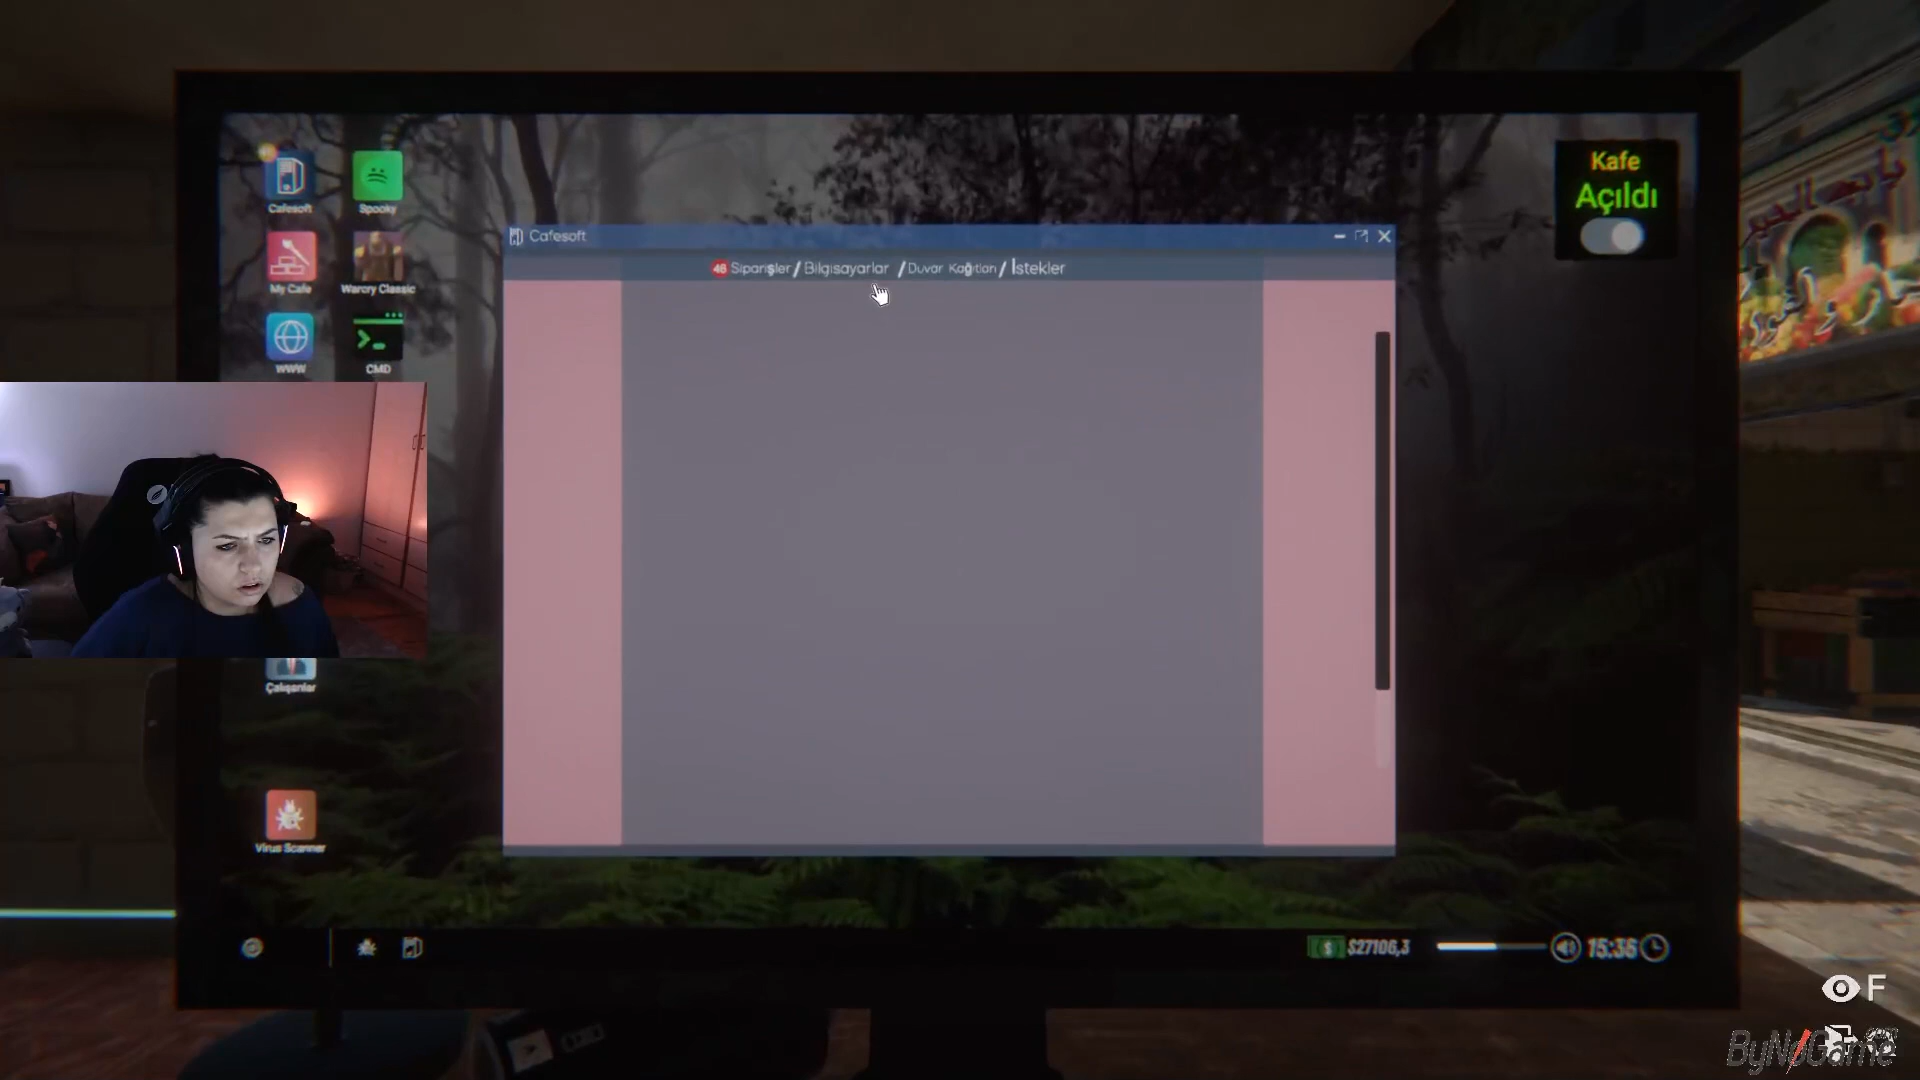 Kafe
Açıldı
Cafesoft
Spooky
Cafesoft
46 Siparişler / Bilgisayarlar / Duvar Kağıtları / İstekler
My Cafe
Warcry Classic
WWW
CMD
Çalışanlar
Virus Scanner
$27106,3
15:36
F
ByNoGame